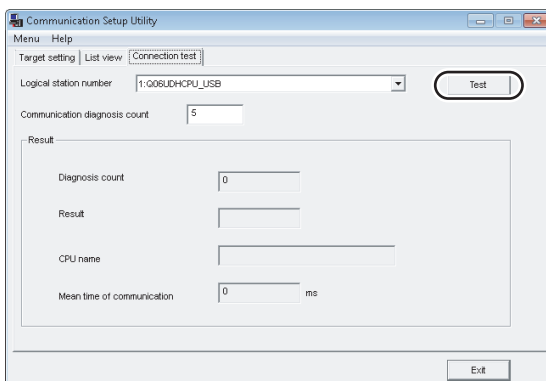 Communication Setup Utility
Menu Help
Target setting List view Connection test
Logical station number 1:Q06UDHCPU_USB Test
Communication diagnosis count 5
Result
Diagnosis count 0
Result
CPU name
Mean time of communication 0 ms
Exit